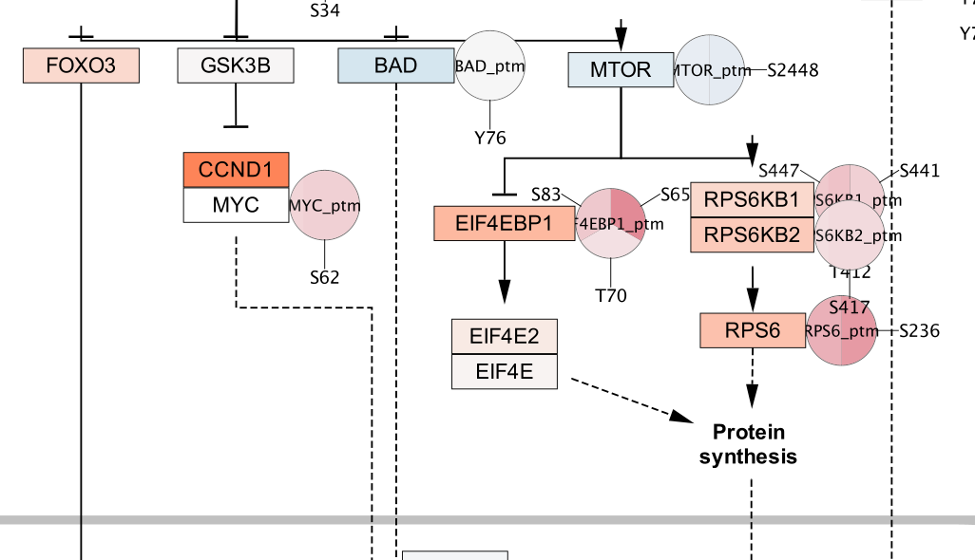 S34
FOXO3
GSK3B
BAD
BAD_ptm
MTOR
MTOR_ptm
S2448
Y76
CCND1
MYC
MYC_ptm
S62
S83
S65
EIF4EBP1
F4EBP1_ptm
T70
S447
S441
RPS6KB1
S6KB1_ptm
RPS6KB2
S6KB2_ptm
T412
S417
EIF4E2
EIF4E
RPS6
RPS6_ptm
S236
Protein
synthesis